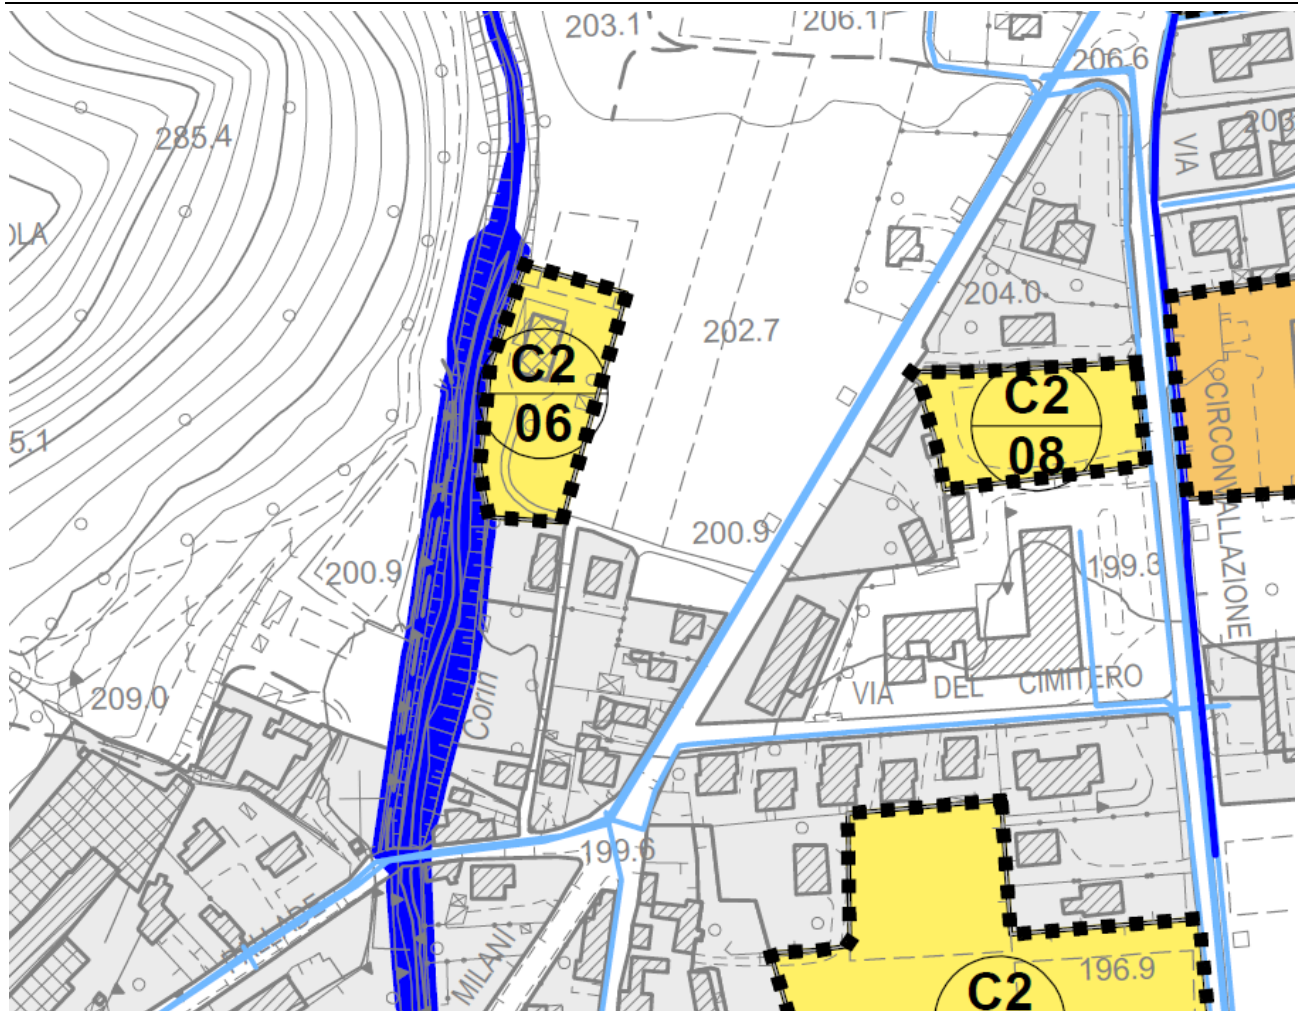 203.1
206.1
206.6
285.4
VIA
OLA
204.0
202.7
C2
06
C2
08
CIRCONVALLAZIONE
5.1
200.9
200.9
199.3
VIA DEL CIMITERO
209.0
Corin
199.6
MILANI
196.9
C2